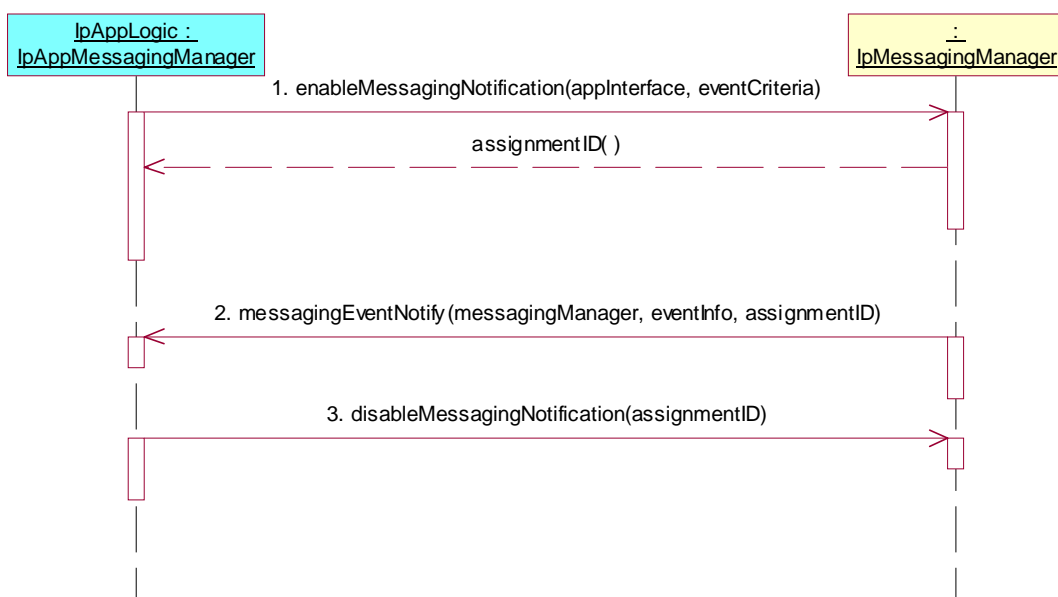 IpAppLogic :
IpAppMessagingManager
:
IpMessagingManager
1. enableMessagingNotification(appInterface, eventCriteria)
assignmentID( )
2. messagingEventNotify(messagingManager, eventInfo, assignmentID)
3. disableMessagingNotification(assignmentID)